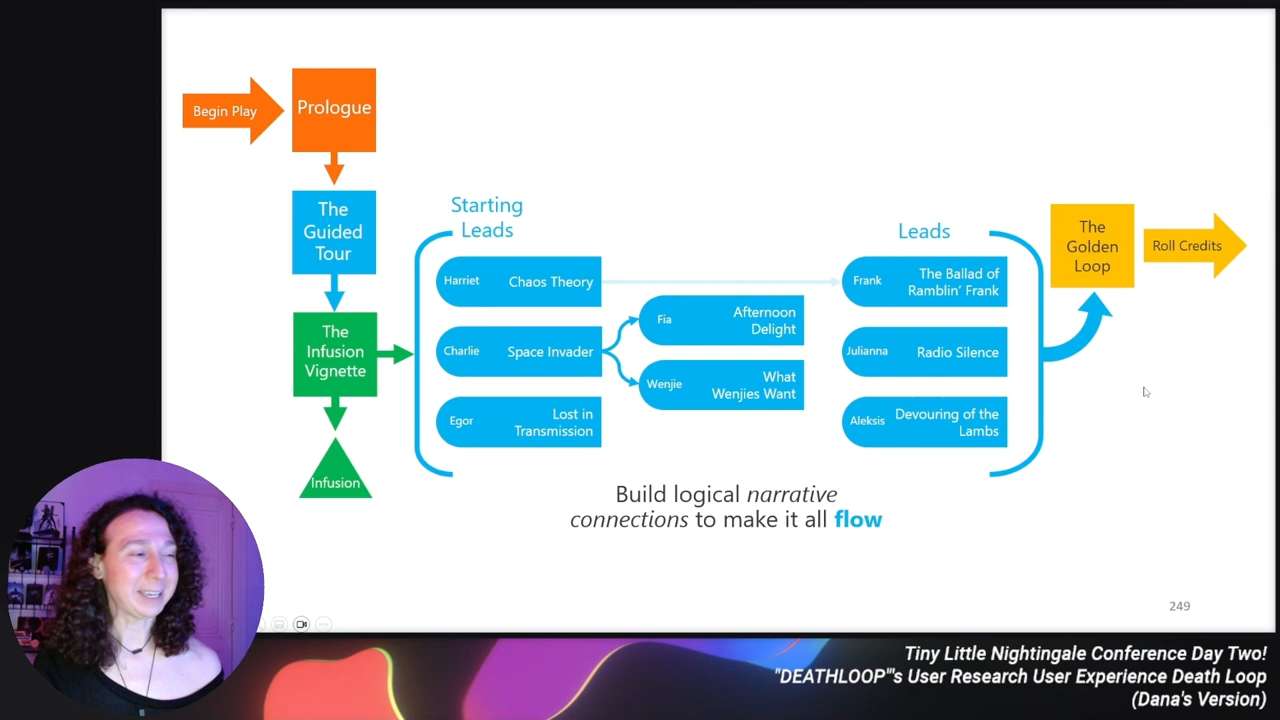 Begin Play
Prologue
The
Guided
Tour
The
Infusion
Vignette
Infusion
Starting
Leads
Harriet
Chaos Theory
Charlie
Space Invader
Egor
Lost in
Transmission
Fia
Afternoon
Delight
Wenjie
What
Wenjies Want
Leads
Frank
The Ballad of
Ramblin' Frank
Julianna
Radio Silence
Aleksis
Devouring of the
Lambs
The
Golden
Loop
Roll Credits
Build logical narrative
connections to make it all flow
249
Tiny Little Nightingale Conference Day Two!
"DEATHLOOP"'s User Research User Experience Death Loop
(Dana's Version)